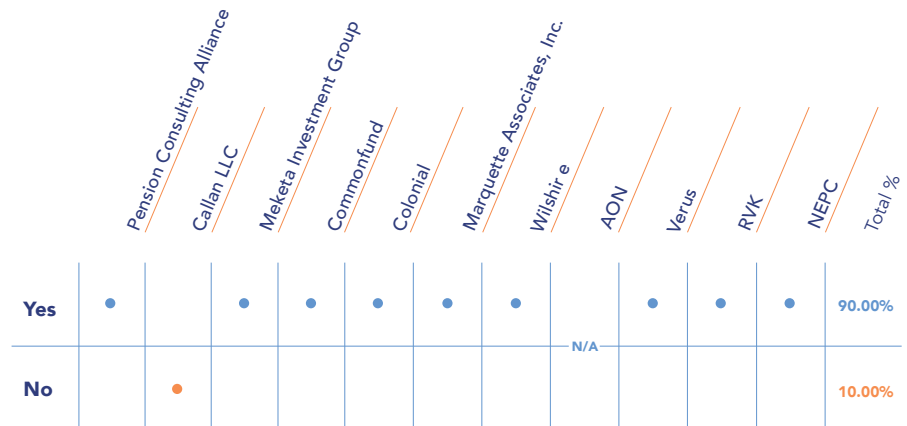 Pension Consulting Alliance
Callan LLC
Meketa Investment Group
Commonfund
Colonial
Marquette Associates, Inc.
Wilshir e
AON
Verus
RVK
NEPC
Total %
Yes
90.00%
N/A
No
10.00%